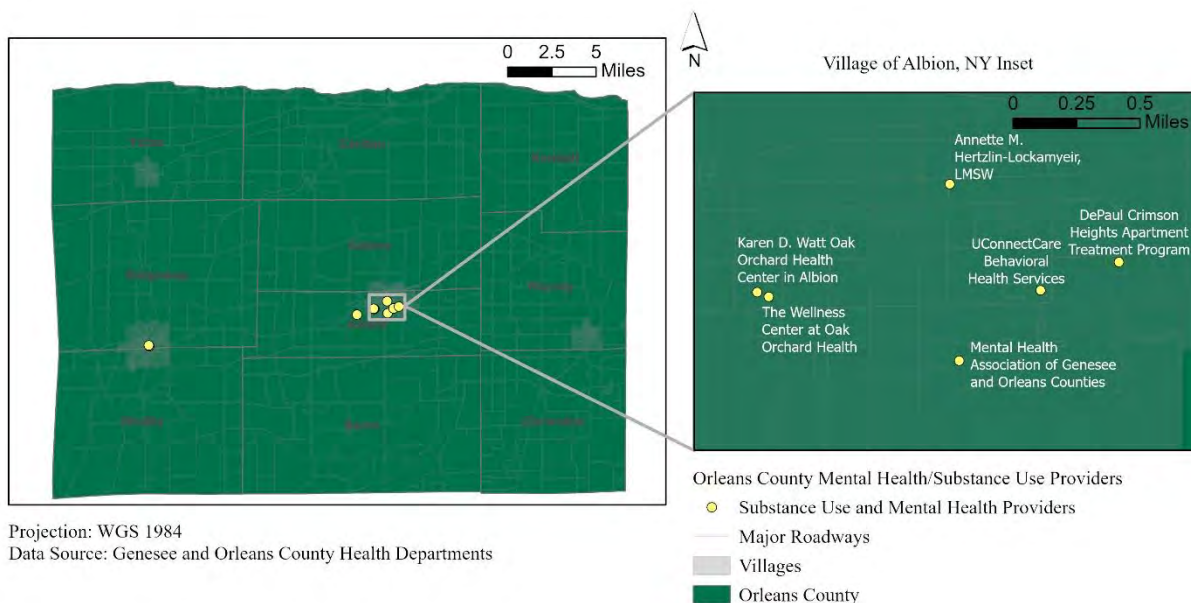 0 2.5 5
Miles
N
Village of Albion, NY Inset
0 0.25 0.5
Miles
Annette M.
Hertzlin-Lockamyeir,
LMSW
DePaul Crimson
Heights Apartment
Treatment Program
Karen D. Watt Oak
Orchard Health
Center in Albion
UConnectCare
Behavioral
Health Services
The Wellness
Center at Oak
Orchard Health
Mental Health
Association of Genesee
and Orleans Counties
Orleans County Mental Health/Substance Use Providers
Substance Use and Mental Health Providers
Major Roadways
Villages
Orleans County
Projection: WGS 1984
Data Source: Genesee and Orleans County Health Departments